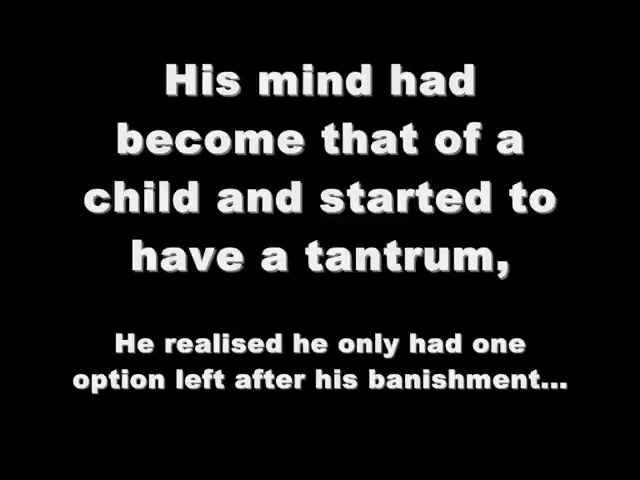 His mind had
become that of a
child and started to
have a tantrum,
He realised he only had one
option left after his banishment...